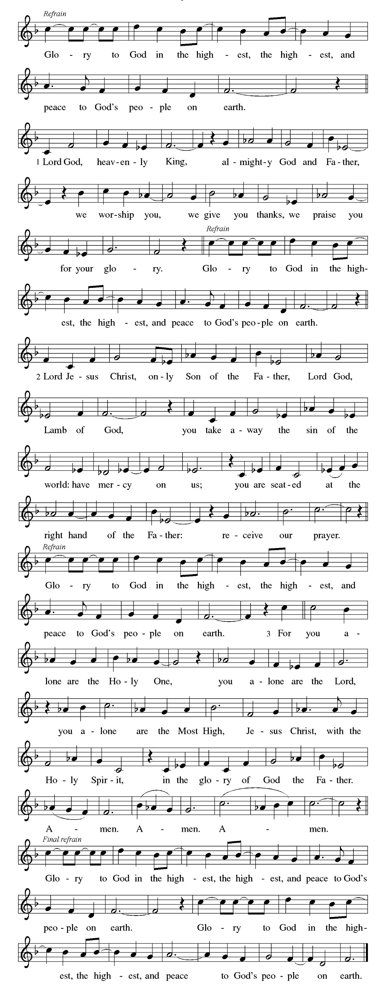 Refrain
Glo - ry to God in the high - est, the high - est, and
peace to God's peo - ple on earth.
1 Lord God, heav - en - ly King, al - might - y God and Fa - ther,
we wor - ship you, we give you thanks, we praise you
Refrain
for your glo - ry. Glo - ry to God in the high-
est, the high - est, and peace to God's peo - ple on earth.
2 Lord Je - sus Christ, on - ly Son of the Fa - ther, Lord God,
Lamb of God, you take a - way the sin of the
world: have mer - cy on us; you are seat - ed at the
right hand of the Fa - ther: re - ceive our prayer.
Refrain
Glo - ry to God in the high - est, the high - est, and
peace to God's peo - ple on earth. 3 For you a -
lone are the Ho - ly One, you a - lone are the Lord,
you a - lone are the Most High, Je - sus Christ, with the
Ho - ly Spir - it, in the glo - ry of God the Fa - ther.
A - men. A - men. A - men.
Final refrain
Glo - ry to God in the high - est, the high - est, and peace to God's
peo - ple on earth. Glo - ry to God in the high-
est, the high - est, and peace to God's peo - ple on earth.